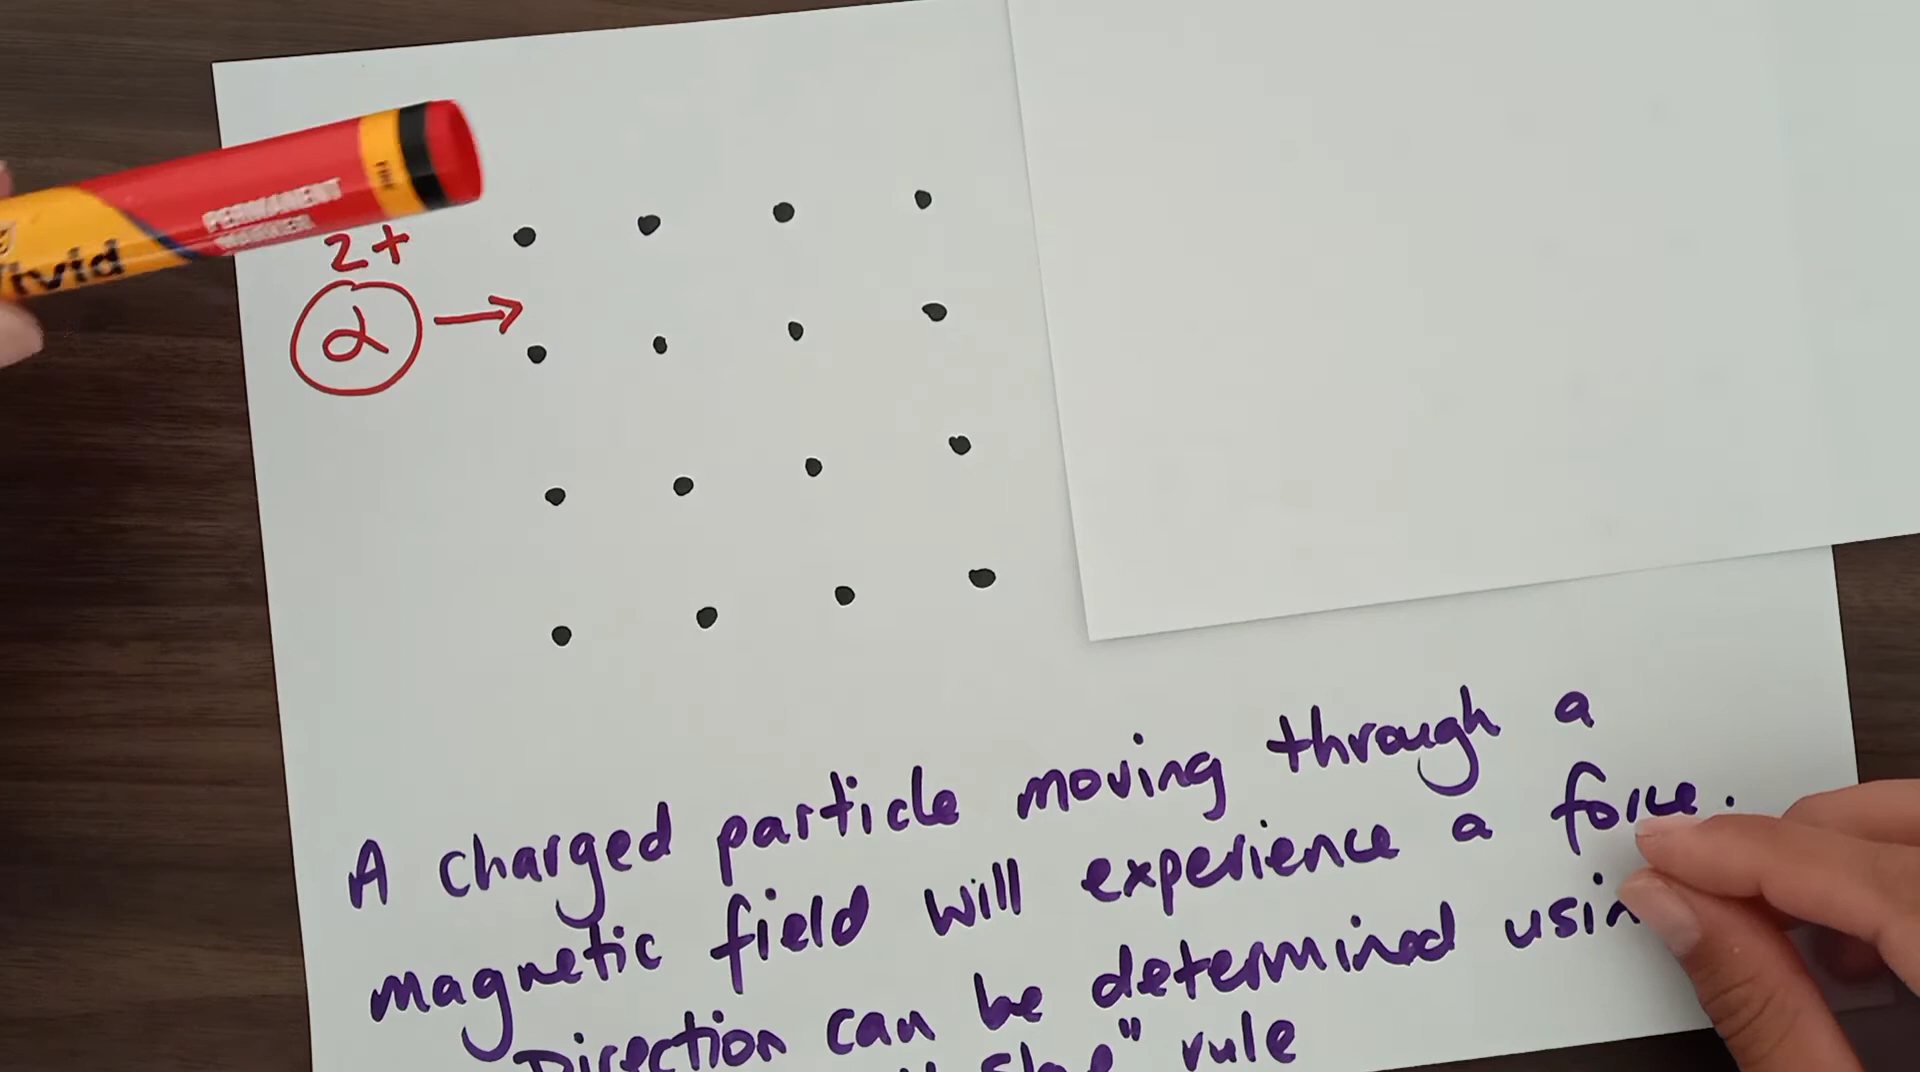 PERMANENT
MARKER
Vivid
2+
α →
A charged particle moving through a
magnetic field will experience a force.
Direction can be determined usin
slap" rule